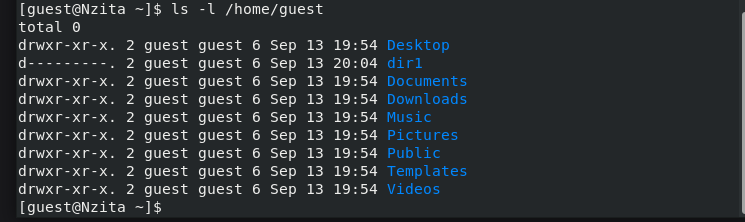 [guest@Nzita ~]$ ls -l /home/guest
total 0
drwxr-xr-x. 2 guest guest 6 Sep 13 19:54 Desktop
d---------. 2 guest guest 6 Sep 13 20:04 dir1
drwxr-xr-x. 2 guest guest 6 Sep 13 19:54 Documents
drwxr-xr-x. 2 guest guest 6 Sep 13 19:54 Downloads
drwxr-xr-x. 2 guest guest 6 Sep 13 19:54 Music
drwxr-xr-x. 2 guest guest 6 Sep 13 19:54 Pictures
drwxr-xr-x. 2 guest guest 6 Sep 13 19:54 Public
drwxr-xr-x. 2 guest guest 6 Sep 13 19:54 Templates
drwxr-xr-x. 2 guest guest 6 Sep 13 19:54 Videos
[guest@Nzita ~]$